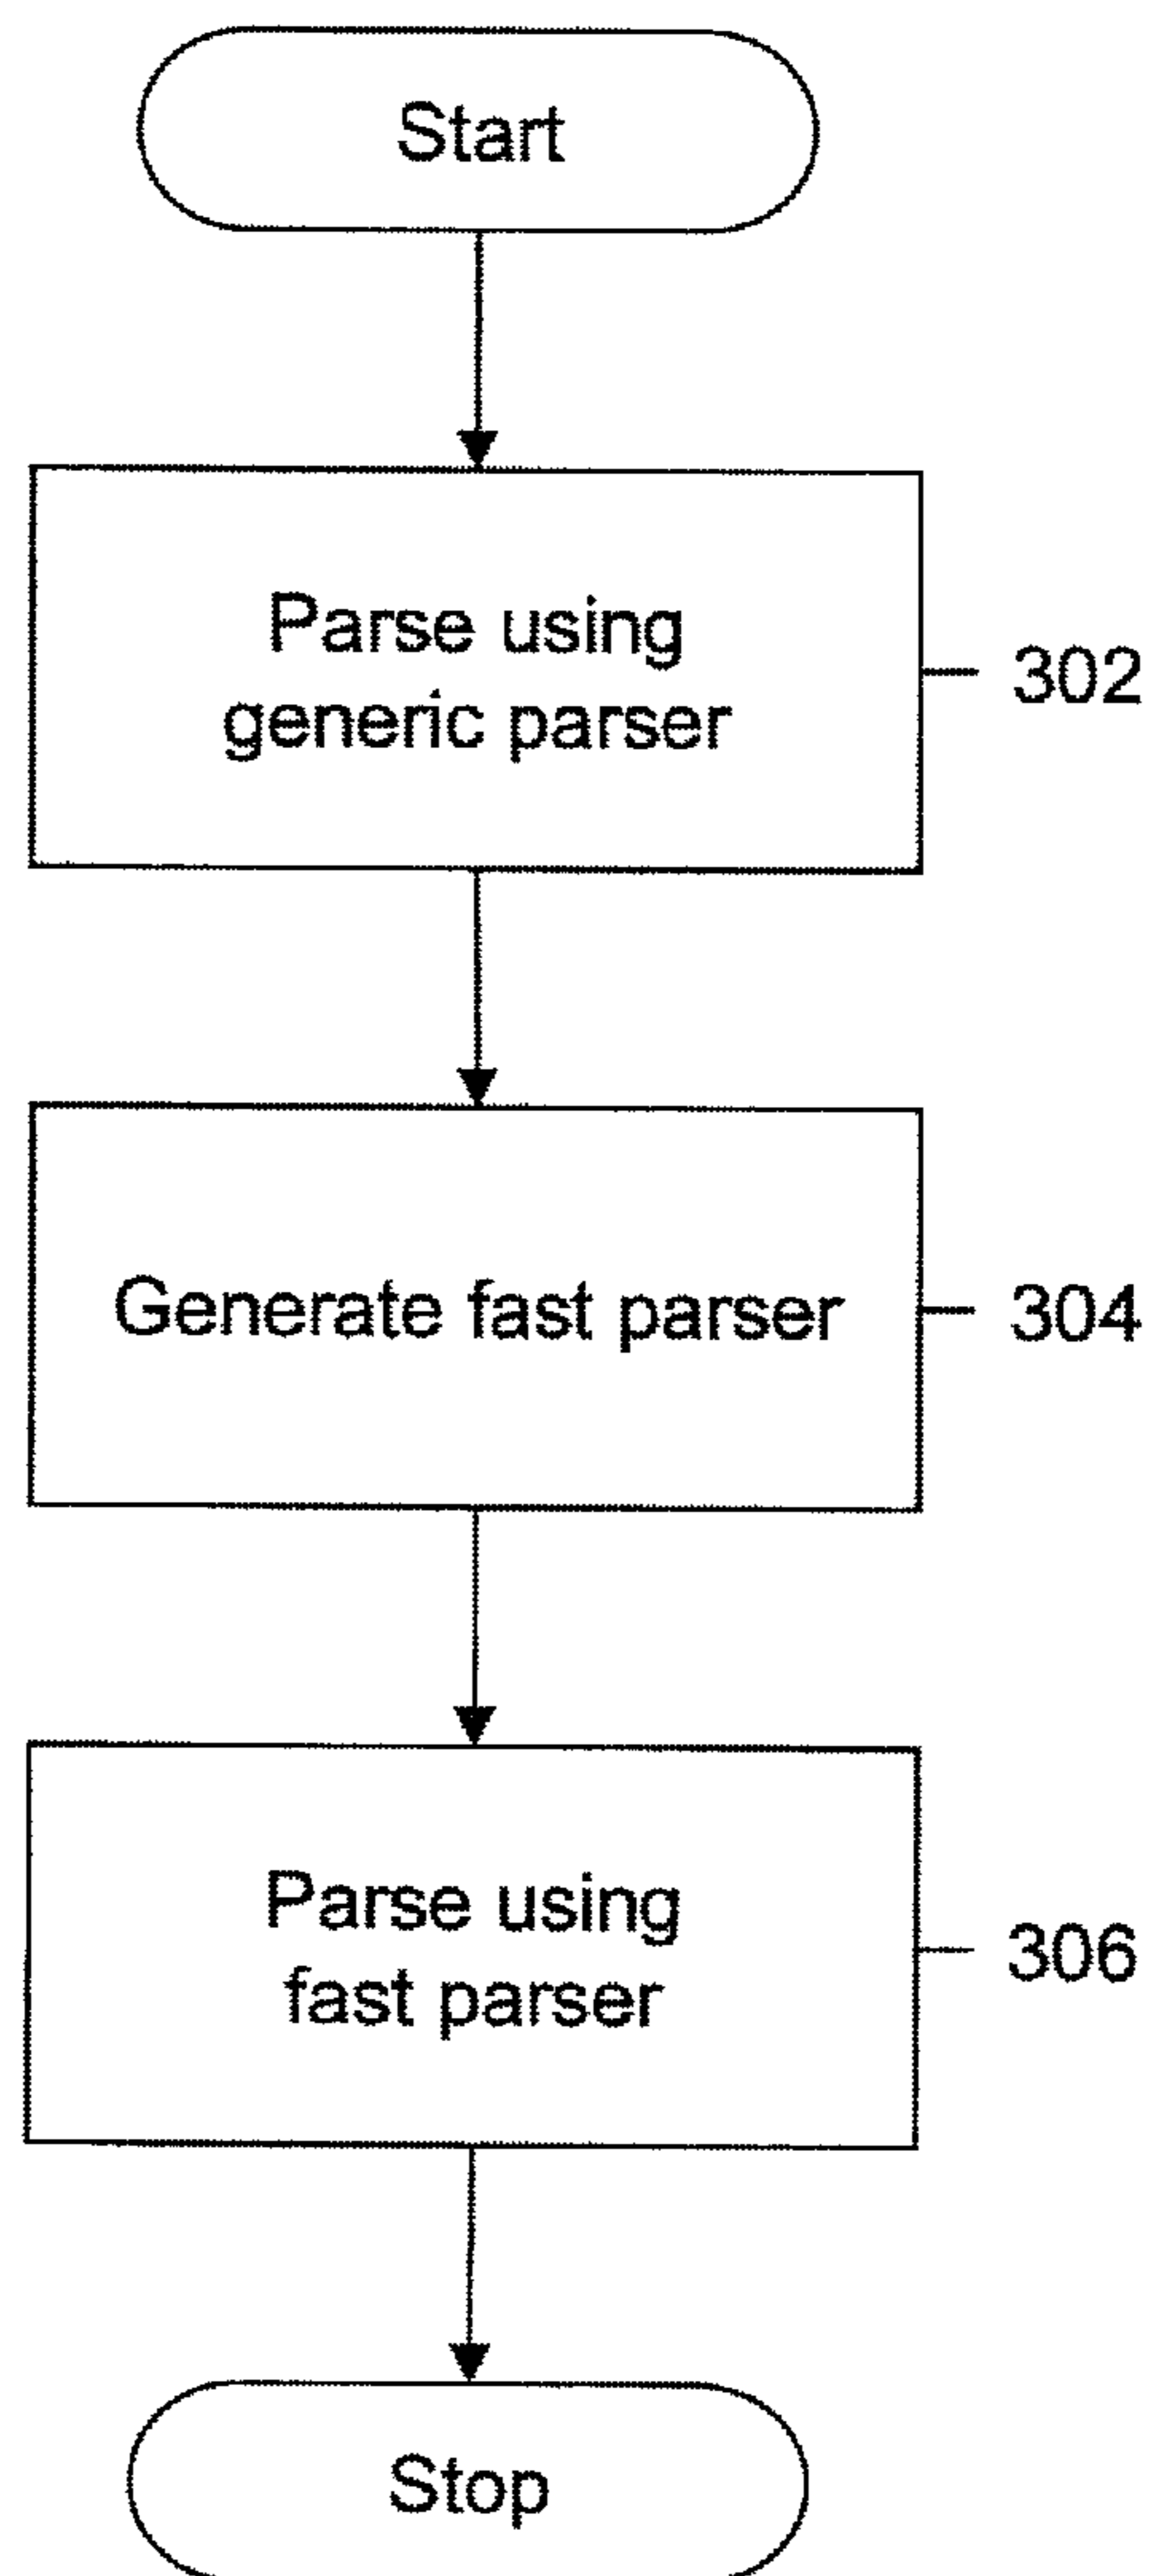 Start
Parse using
generic parser
302
Generate fast parser
304
Parse using
fast parser
306
Stop